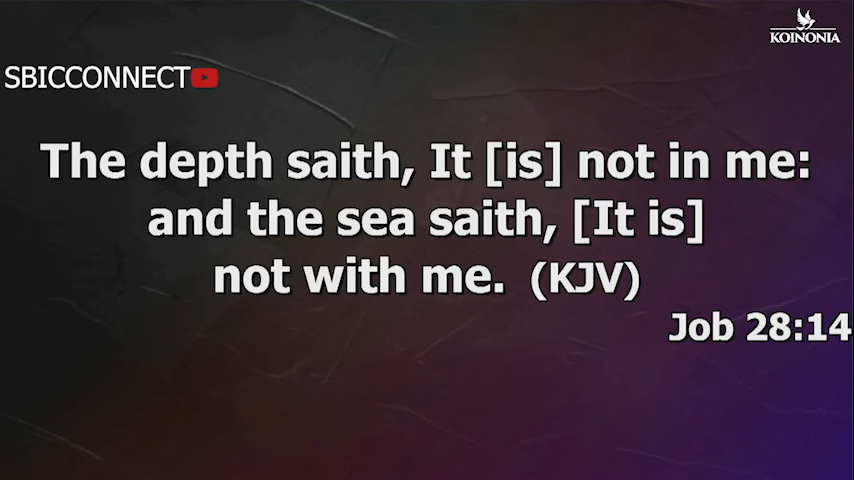 KOINONIA
SBICCONNECT
The depth saith, It [is] not in me:
and the sea saith, [It is]
not with me. (KJV)
Job 28:14